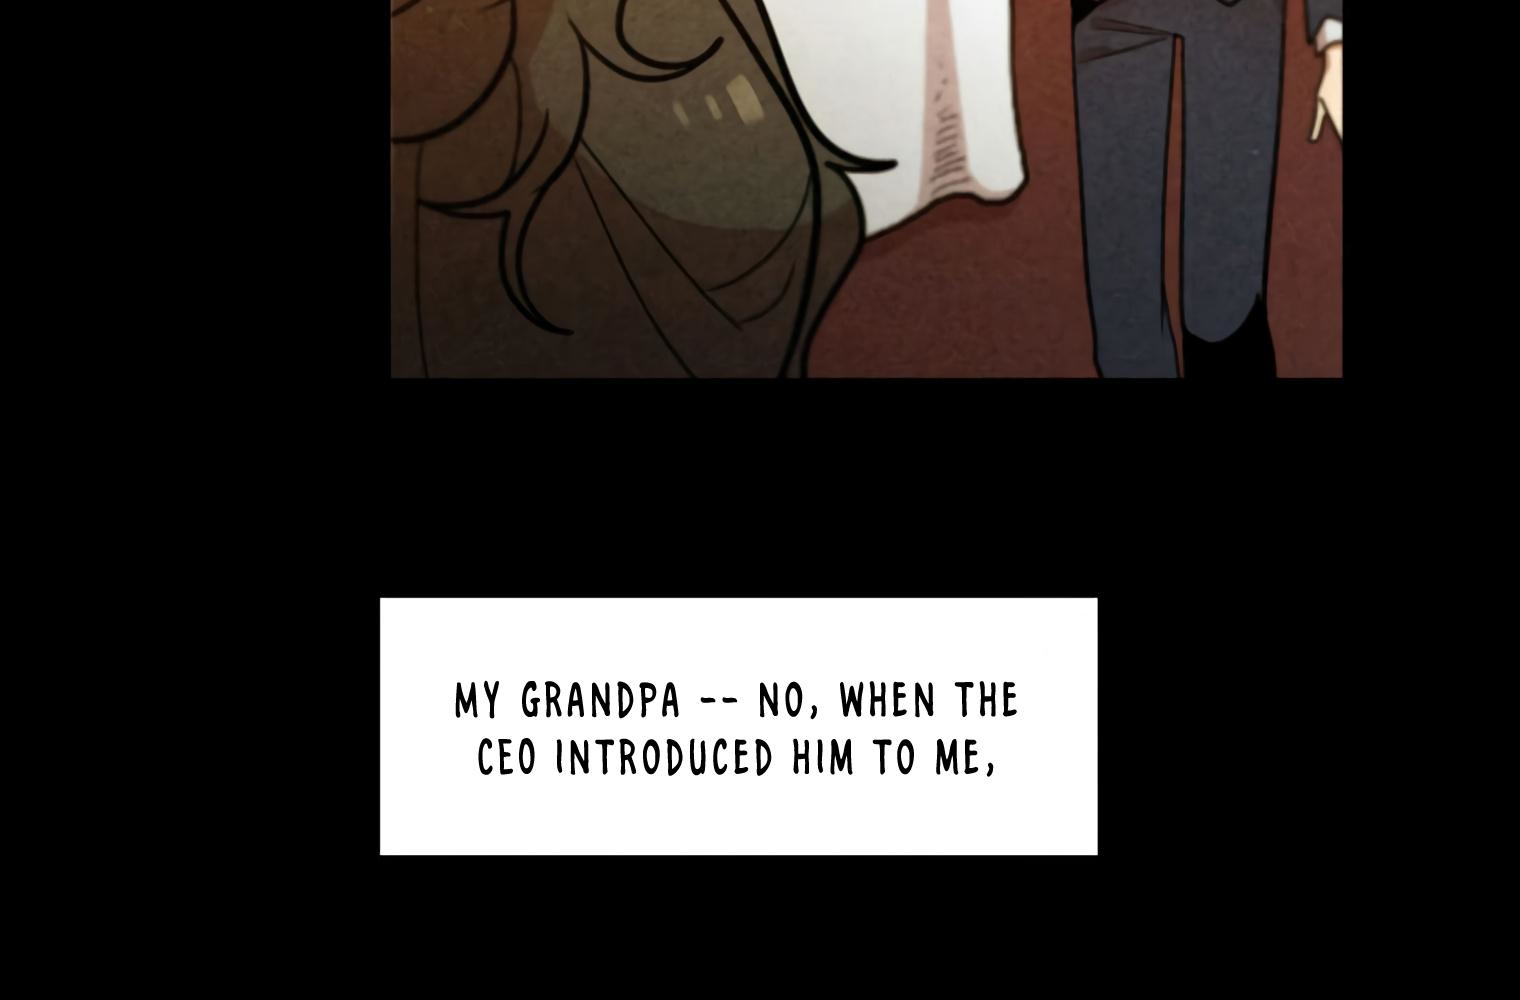 MY GRANDPA -- NO, WHEN THE
CEO INTRODUCED HIM TO ME,